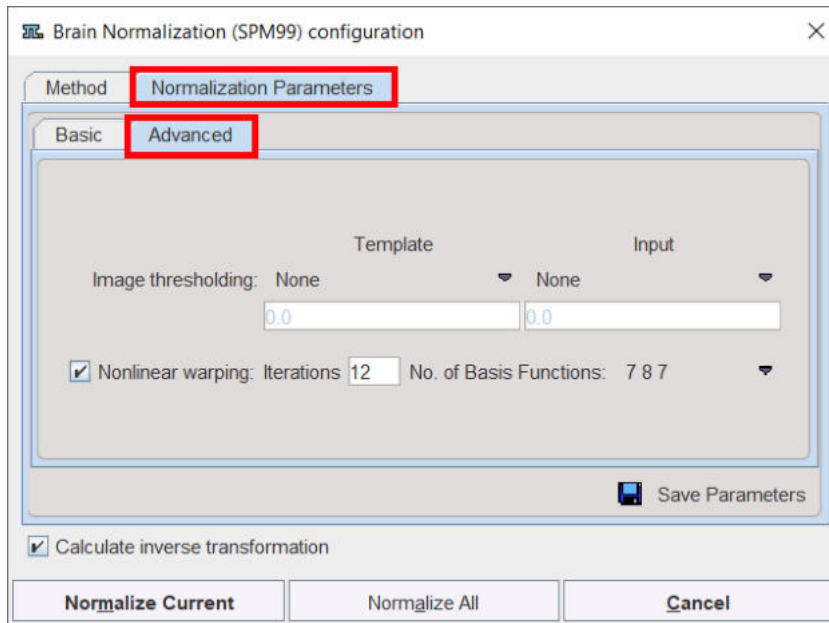 Brain Normalization (SPM99) configuration
Method Normalization Parameters
Basic Advanced
Template Input
Image thresholding: None None
0.0 0.0
Nonlinear warping: Iterations 12 No. of Basis Functions: 7 8 7
Save Parameters
Calculate inverse transformation
Normalize Current Normalize All Cancel